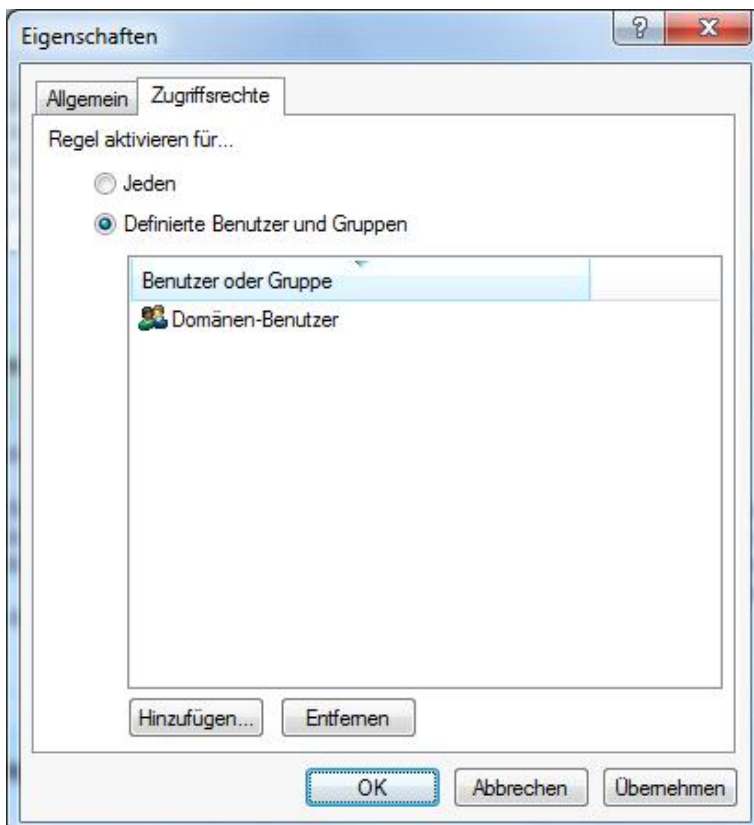 Eigenschaften
?
X
Allgemein Zugriffsrechte
Regel aktivieren für...
Jeden
Definierte Benutzer und Gruppen
Benutzer oder Gruppe
Domänen-Benutzer
Hinzufügen... Entfernen
OK Abbrechen Übernehmen